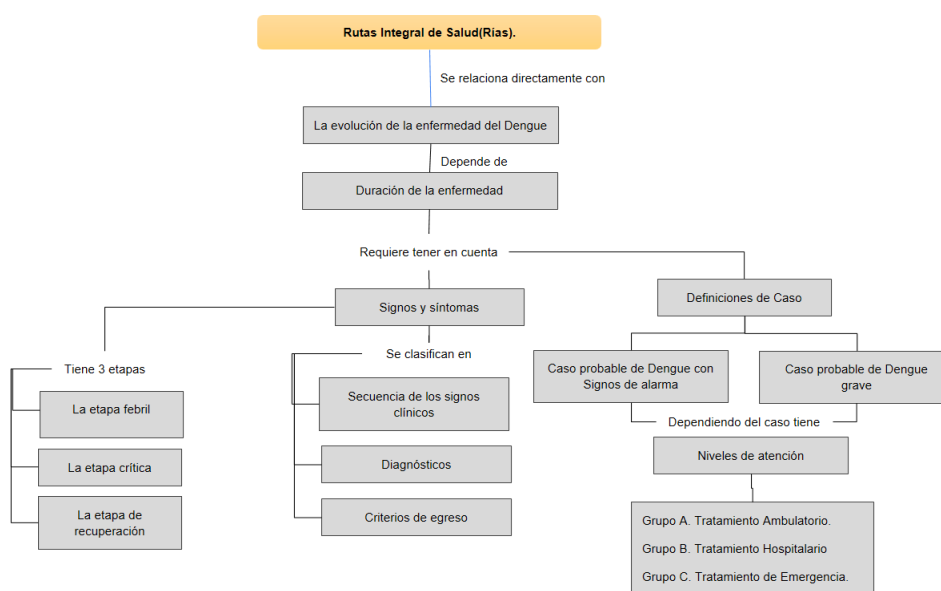 Rutas Integral de Salud(Rias).
Se relaciona directamente con
La evolución de la enfermedad del Dengue
Depende de
Duración de la enfermedad
Requiere tener en cuenta
Signos y síntomas
Definiciones de Caso
Tiene 3 etapas
La etapa febril
La etapa crítica
La etapa de
recuperación
Se clasifican en
Secuencia de los signos
clínicos
Diagnósticos
Criterios de egreso
Caso probable de Dengue con
Signos de alarma
Caso probable de Dengue
grave
Dependiendo del caso tiene
Niveles de atención
Grupo A. Tratamiento Ambulatorio.
Grupo B. Tratamiento Hospitalario
Grupo C. Tratamiento de Emergencia.